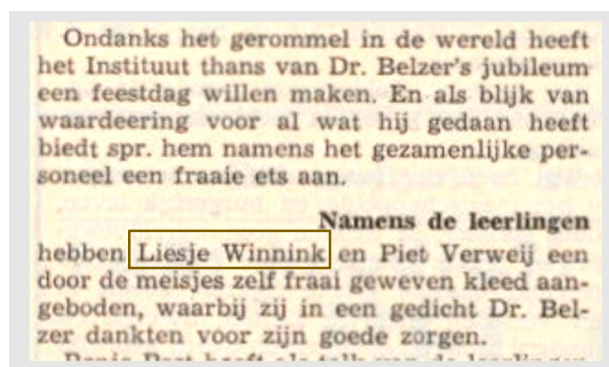 Ondanks het gerommel in de wereld heeft
het Instituut thans van Dr. Belzer's jubileum
een feestdag willen maken. En als blijk van
waardeering voor al wat hij gedaan heeft
biedt spr. hem namens het gezamenlijke per-
soneel een fraaie ets aan.
Namens de leerlingen
hebben Liesje Winnink en Piet Verweij een
door de meisjes zelf fraai geweven kleed aan-
geboden, waarbij zij in een gedicht Dr. Bel-
zer dankten voor zijn goede zorgen.